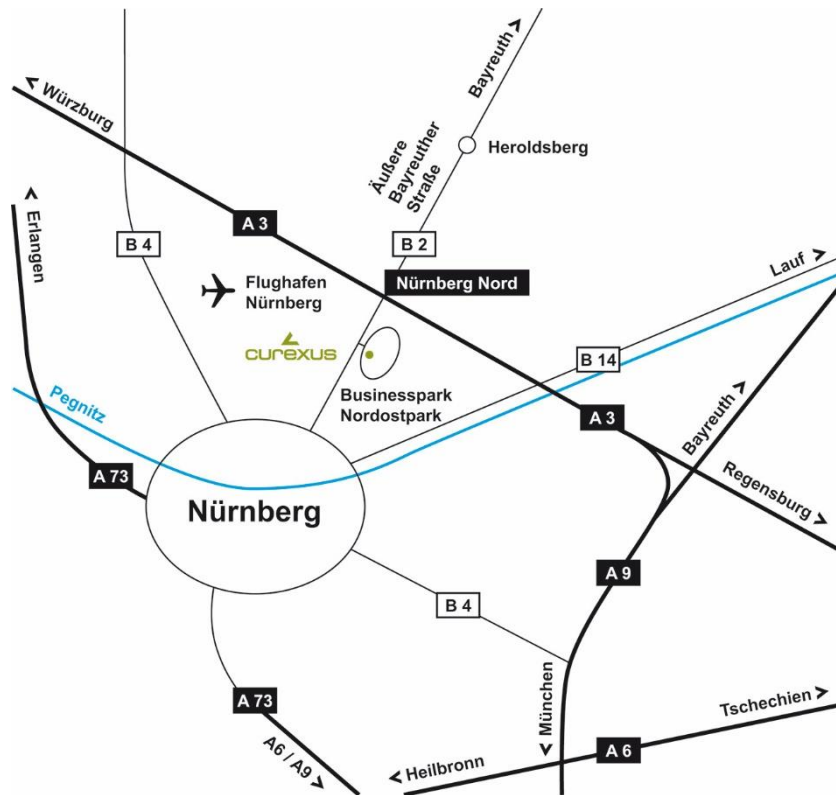 Bayreuth >
< Würzburg
Heroldsberg
Äußere
Bayreuther
Straße
A 3
B 4
B 2
< Erlangen
Lauf >
Flughafen
Nürnberg
Nürnberg Nord
curexus
B 14
Businesspark
Nordostpark
Pegnitz
A 3
Bayreuth >
A 73
Regensburg >
Nürnberg
A 9
B 4
A 73
< München
Tschechien >
A6 / A9 >
< Heilbronn
A 6